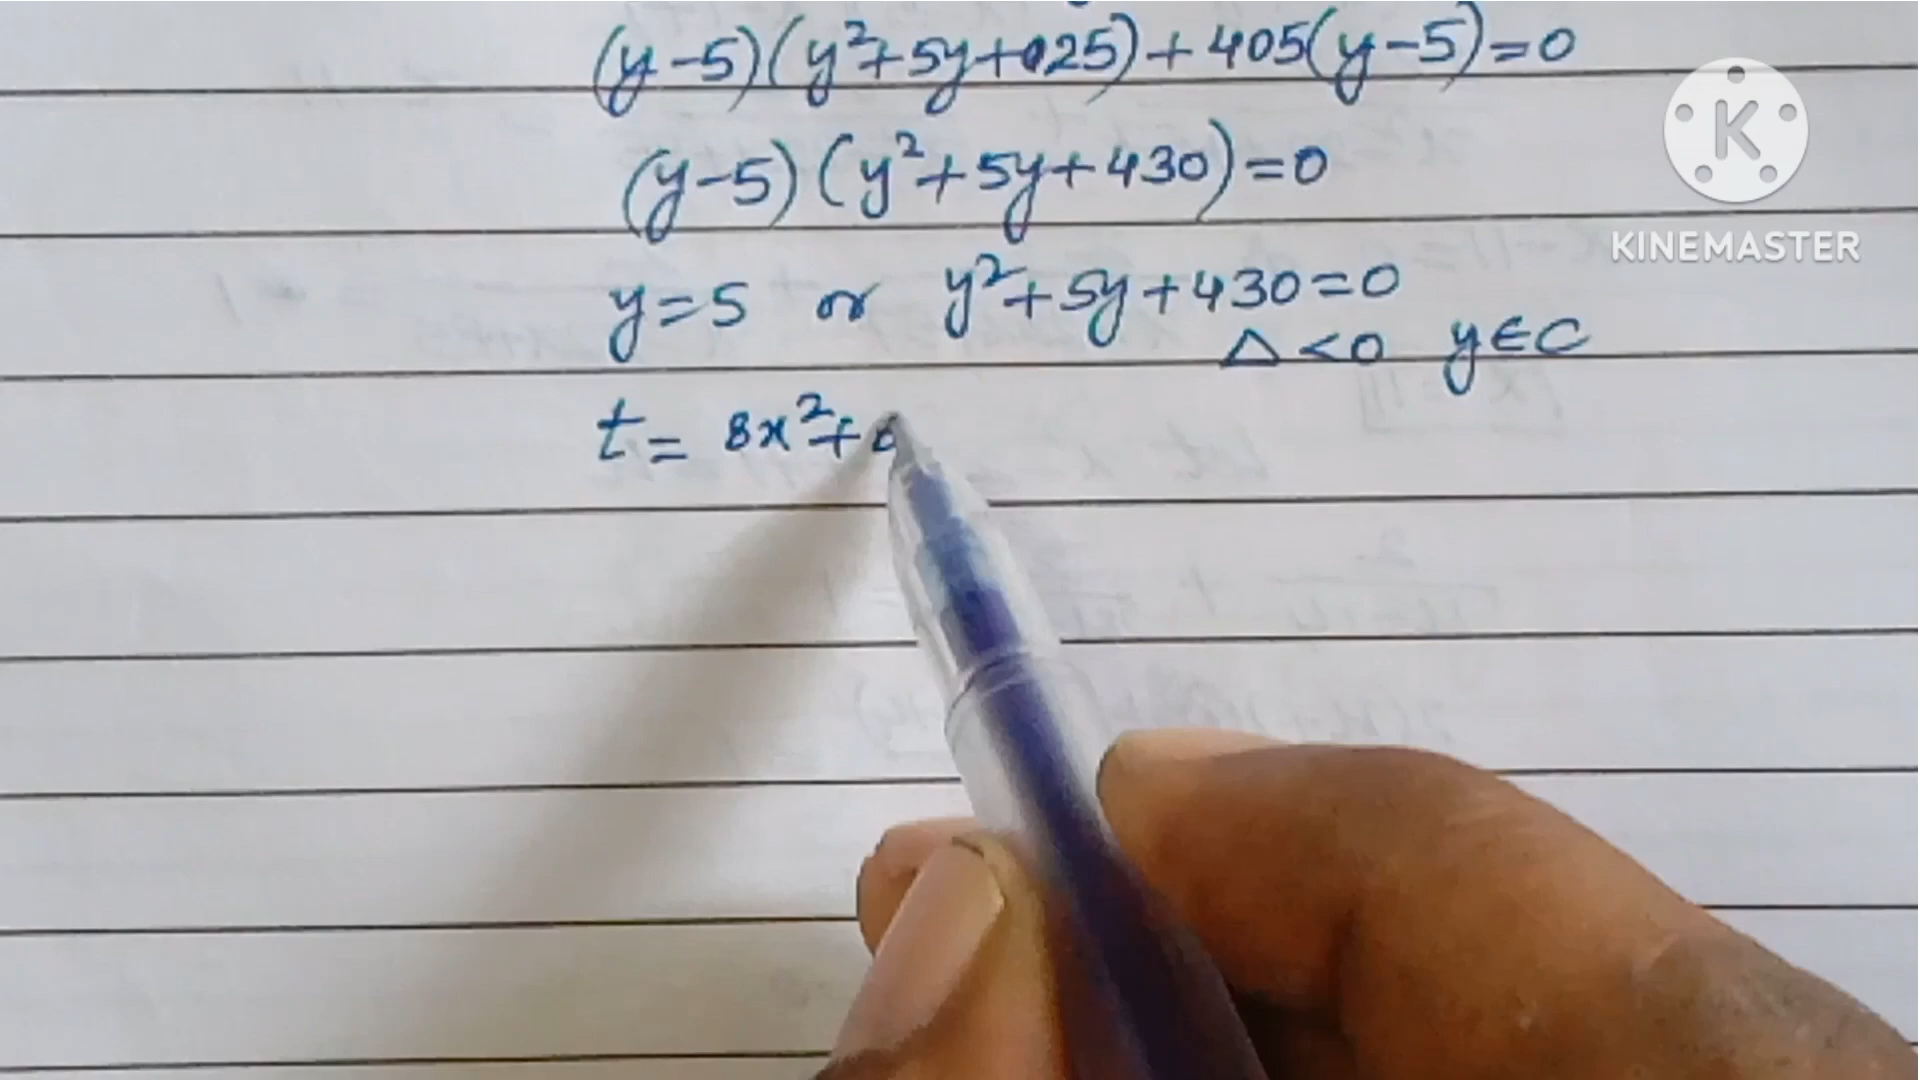 (y-5)(y²+5y+025)+405(y-5)=0
(y-5)(y²+5y+430)=0
y=5 or y²+5y+430=0
Δ<0 y∈C
t= 8x²+
KINEMASTER